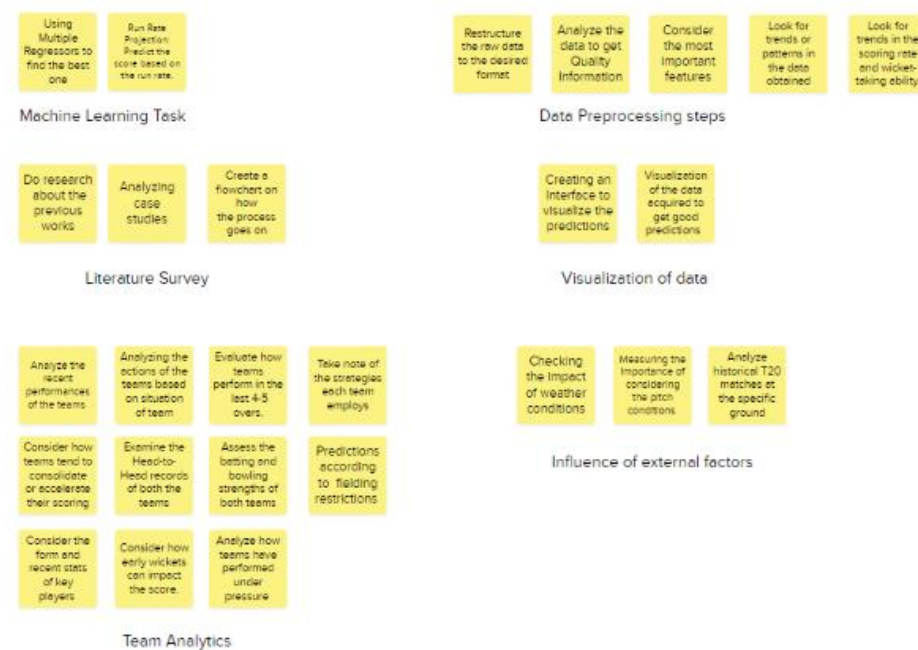 Using
Multiple
Regressors to
find the best
one
Run Rate
Projection:
Predict the
score based on
the run rate.
Machine Learning Task
Restructure
the raw data
to the desired
format
Analyze the
data to get
Quality
Information
Consider
the most
important
features
Look for
trends or
patterns in
the data
obtained
Look for
trends in the
scoring rate
and wicket-
taking ability
Data Preprocessing steps
Do research
about the
previous
works
Analyzing
case
studies
Create a
flowchart on
how
the process
goes on
Literature Survey
Creating an
interface to
visualize the
predictions
Visualization
of the data
acquired to
get good
predictions
Visualization of data
Analyze the
recent
performances
of the teams
Analyzing the
actions of the
teams based
on situation
of team
Evaluate how
teams
perform in the
last 4-5
overs.
Take note of
the strategies
each team
employs
Consider how
teams tend to
consolidate
or accelerate
their scoring
Examine the
Head-to-
Head records
of both the
teams
Assess the
batting and
bowling
strengths of
both teams
Predictions
according
to fielding
restrictions
Consider the
form and
recent stats
of key
players
Consider how
early wickets
can impact
the score.
Analyze how
teams have
performed
under
pressure
Team Analytics
Checking
the Impact
of weather
conditions
Measuring the
Importance of
considering
the pitch
conditions
Analyze
historical T20
matches at
the specific
ground
Influence of external factors